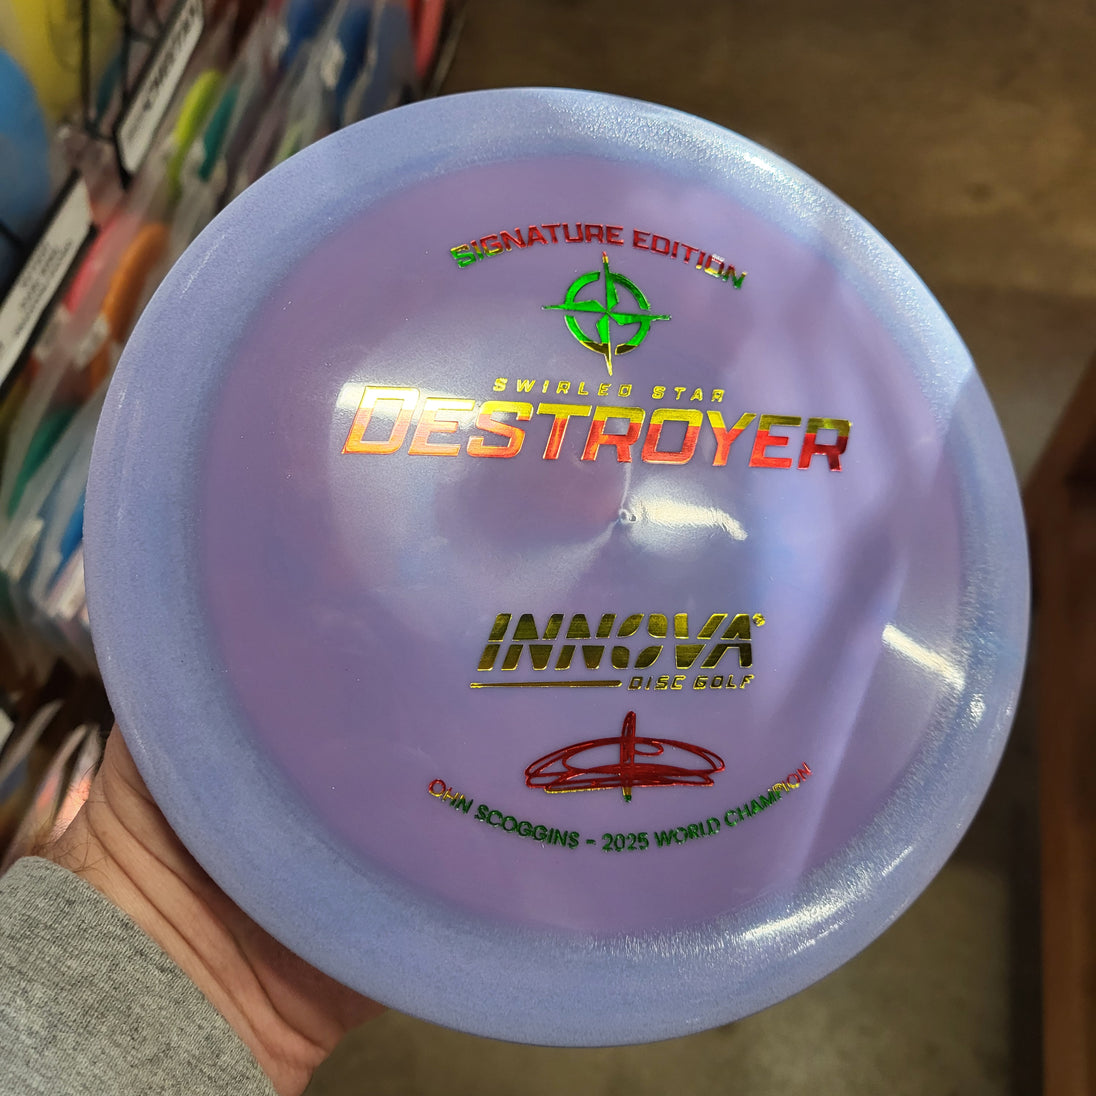 SIGNATURE EDITION
SWIRLED STAR
DESTROYER
INNOVA®
DISC GOLF
OHN SCOGGINS - 2025 WORLD CHAMPION